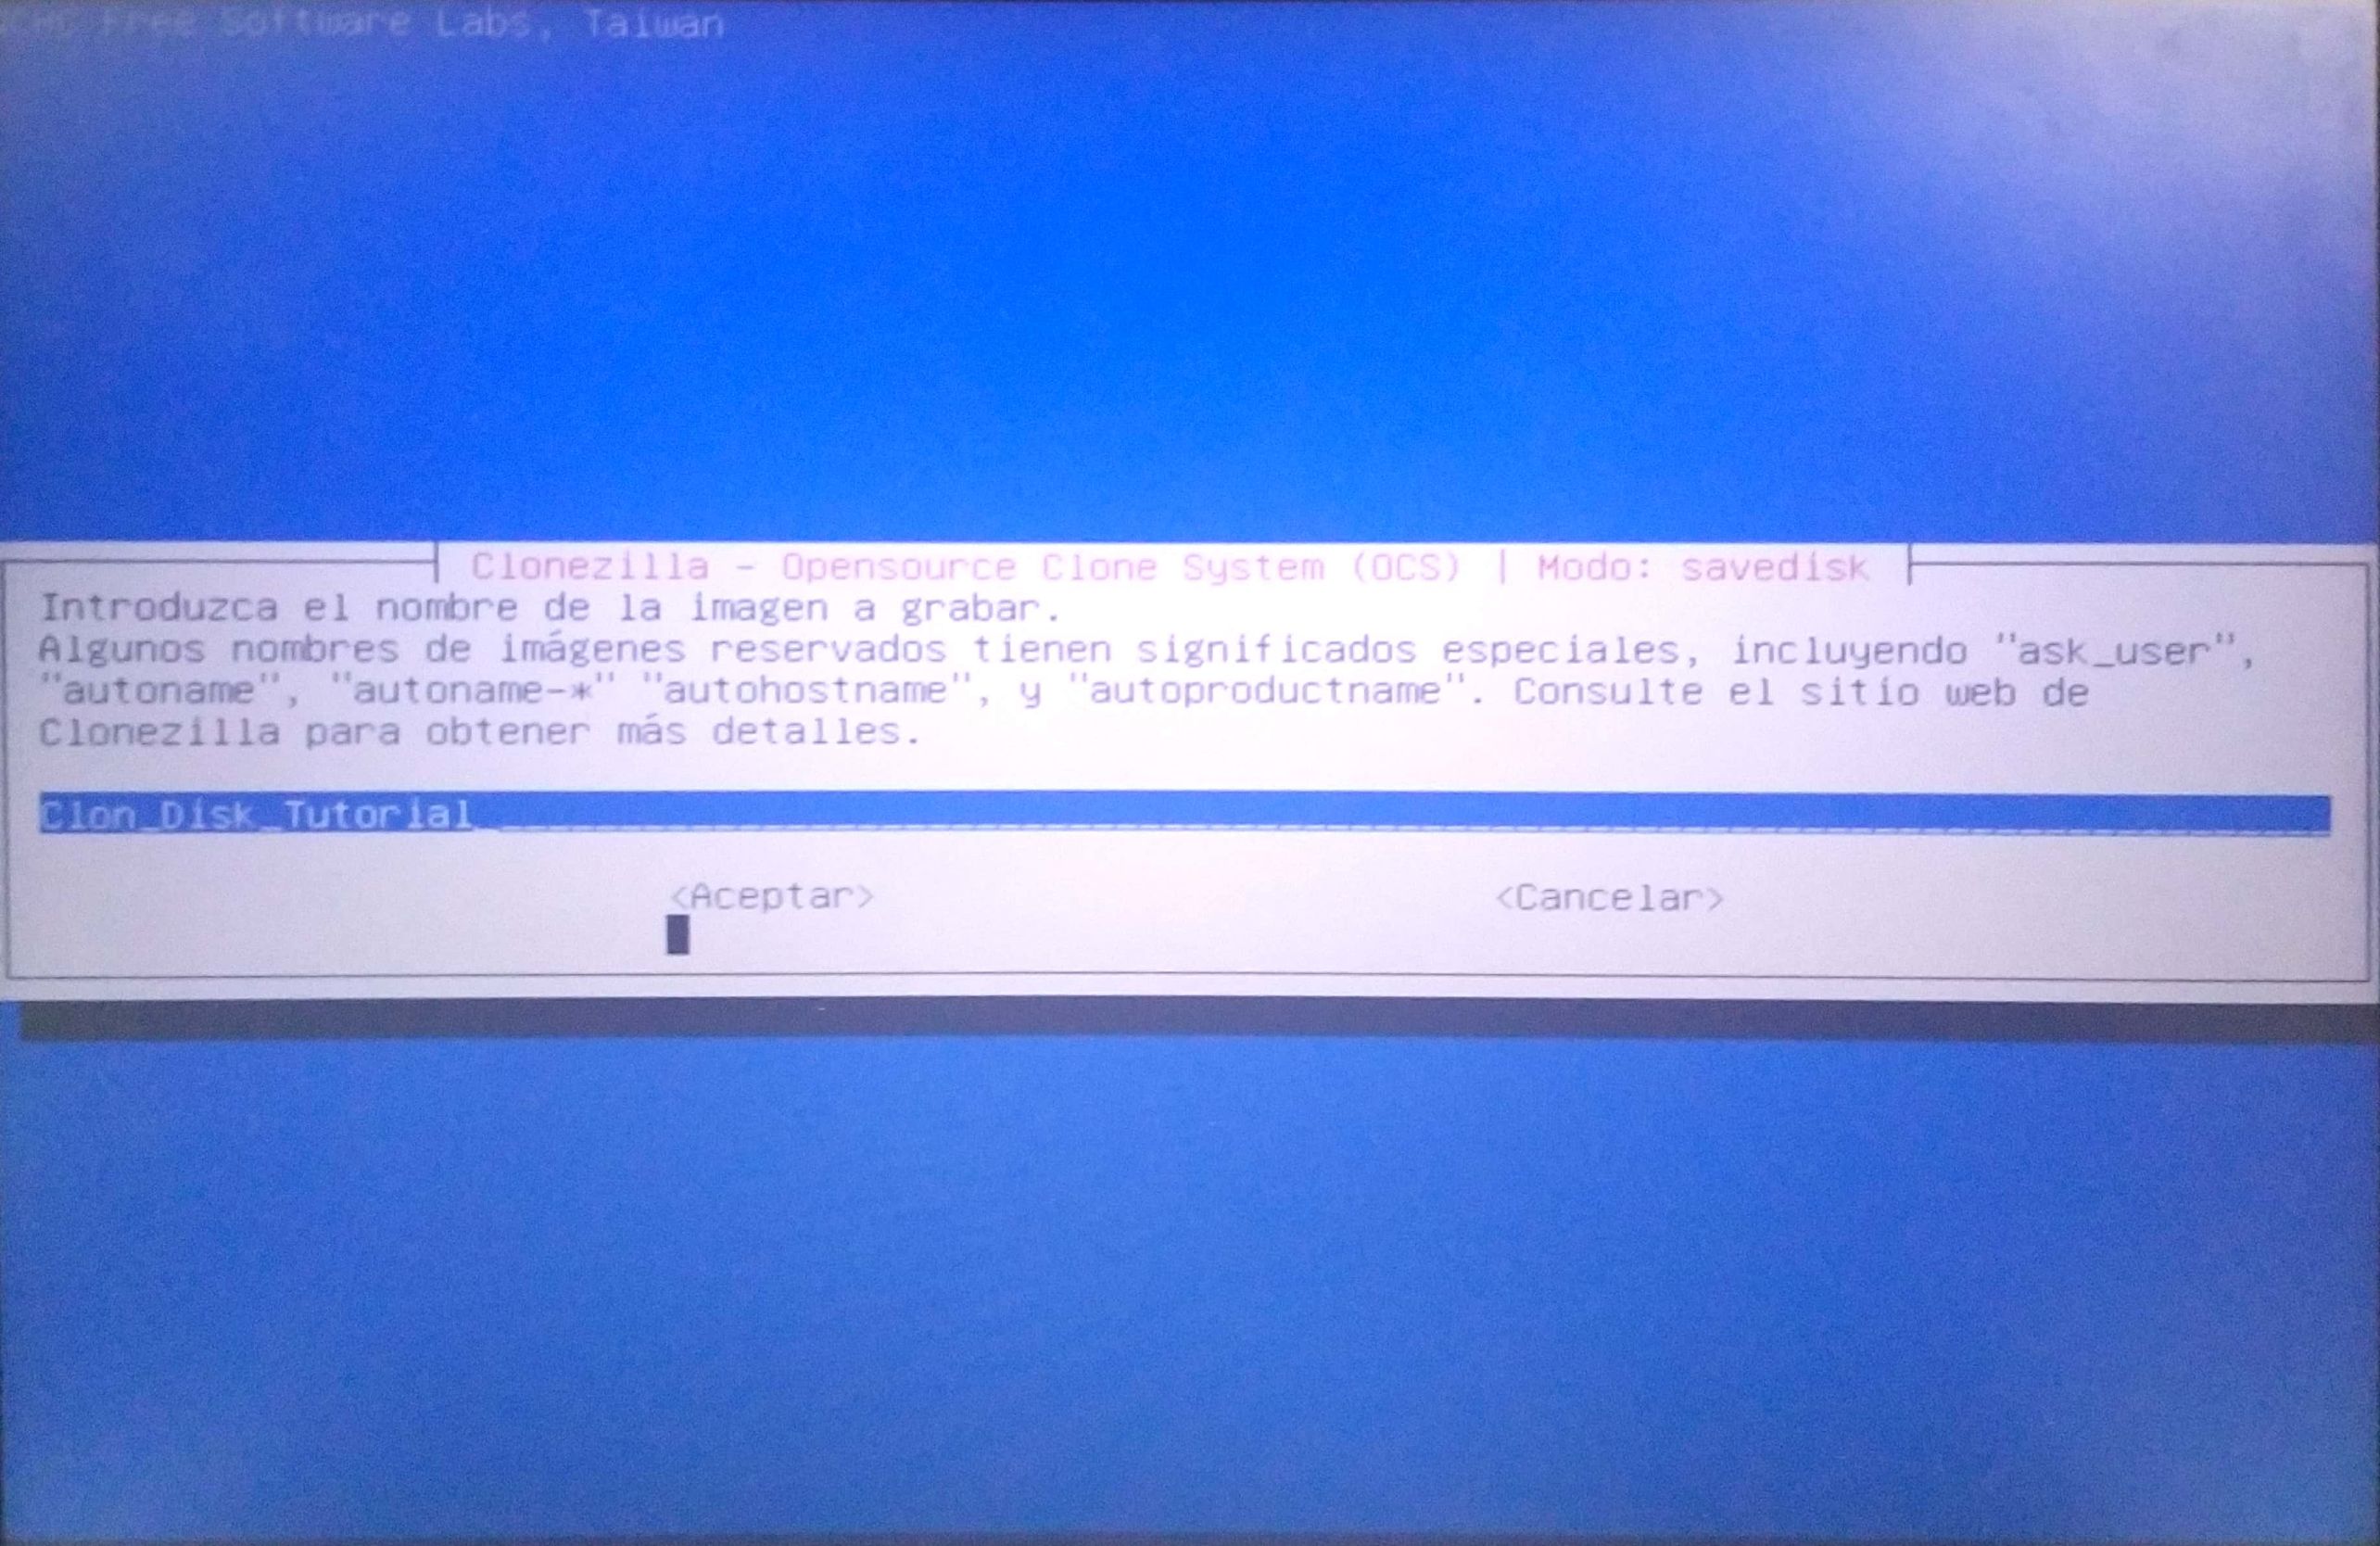 Free Software Labs, Taiwan
Clonezilla - Opensource Clone System (OCS) | Modo: savedisk
Introduzca el nombre de la imagen a grabar.
Algunos nombres de imágenes reservados tienen significados especiales, incluyendo "ask_user",
"autoname", "autoname-*" "autohostname", y "autoproductname". Consulte el sitio web de
Clonezilla para obtener más detalles.
Clon_Disk_Tutorial
<Aceptar> <Cancelar>